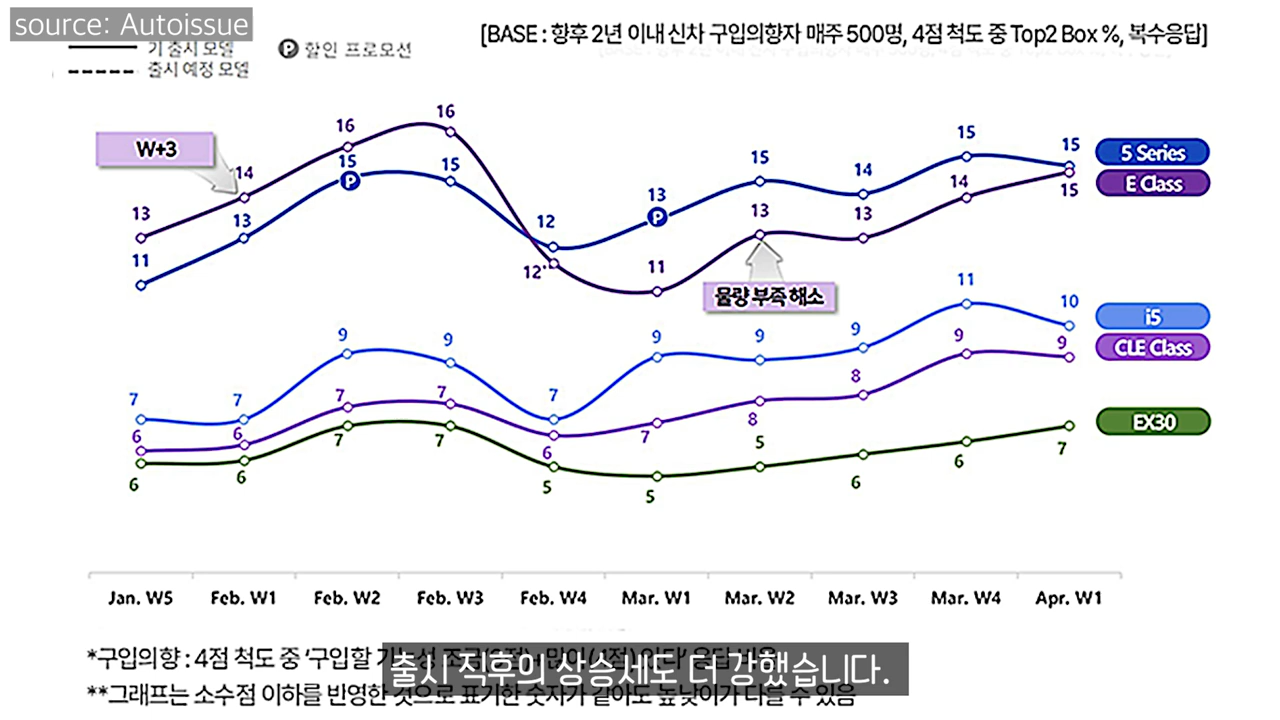 source: Autoissue
기 출시 모델
출시 예정 모델
P 할인 프로모션
[BASE : 향후 2년 이내 신차 구입의향자 매주 500명, 4점 척도 중 Top2 Box %, 복수응답]
W+3
13 14 16 16 12 11 13 13 14 15
11 13 15 15 12 13 15 14 15 15
P P
물량 부족 해소
5 Series
E Class
7 7 9 9 7 9 9 9 11 10
i5
6 6 7 7 6 7 8 8 9 9
CLE Class
6 6 7 7 5 5 5 6 6 7
EX30
Jan. W5 Feb. W1 Feb. W2 Feb. W3 Feb. W4 Mar. W1 Mar. W2 Mar. W3 Mar. W4 Apr. W1
*구입의향 : 4점 척도 중 '구입할
출시 직후의 상승세도 더 강했습니다.
**그래프는 소수점 이하를 반영한 것으로 표기한 숫자가 같아도 높낮이가 다를 수 있음